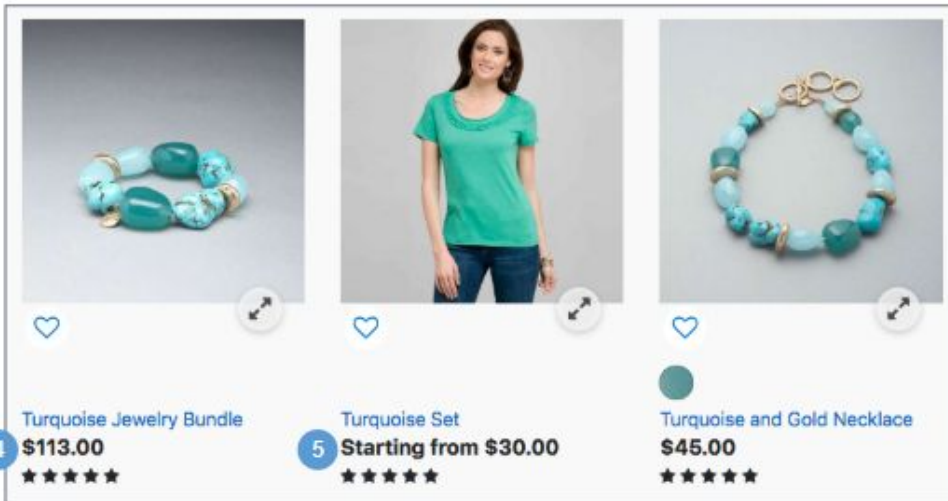 Turquoise Jewelry Bundle
$113.00
Turquoise Set
5 Starting from $30.00
Turquoise and Gold Necklace
$45.00